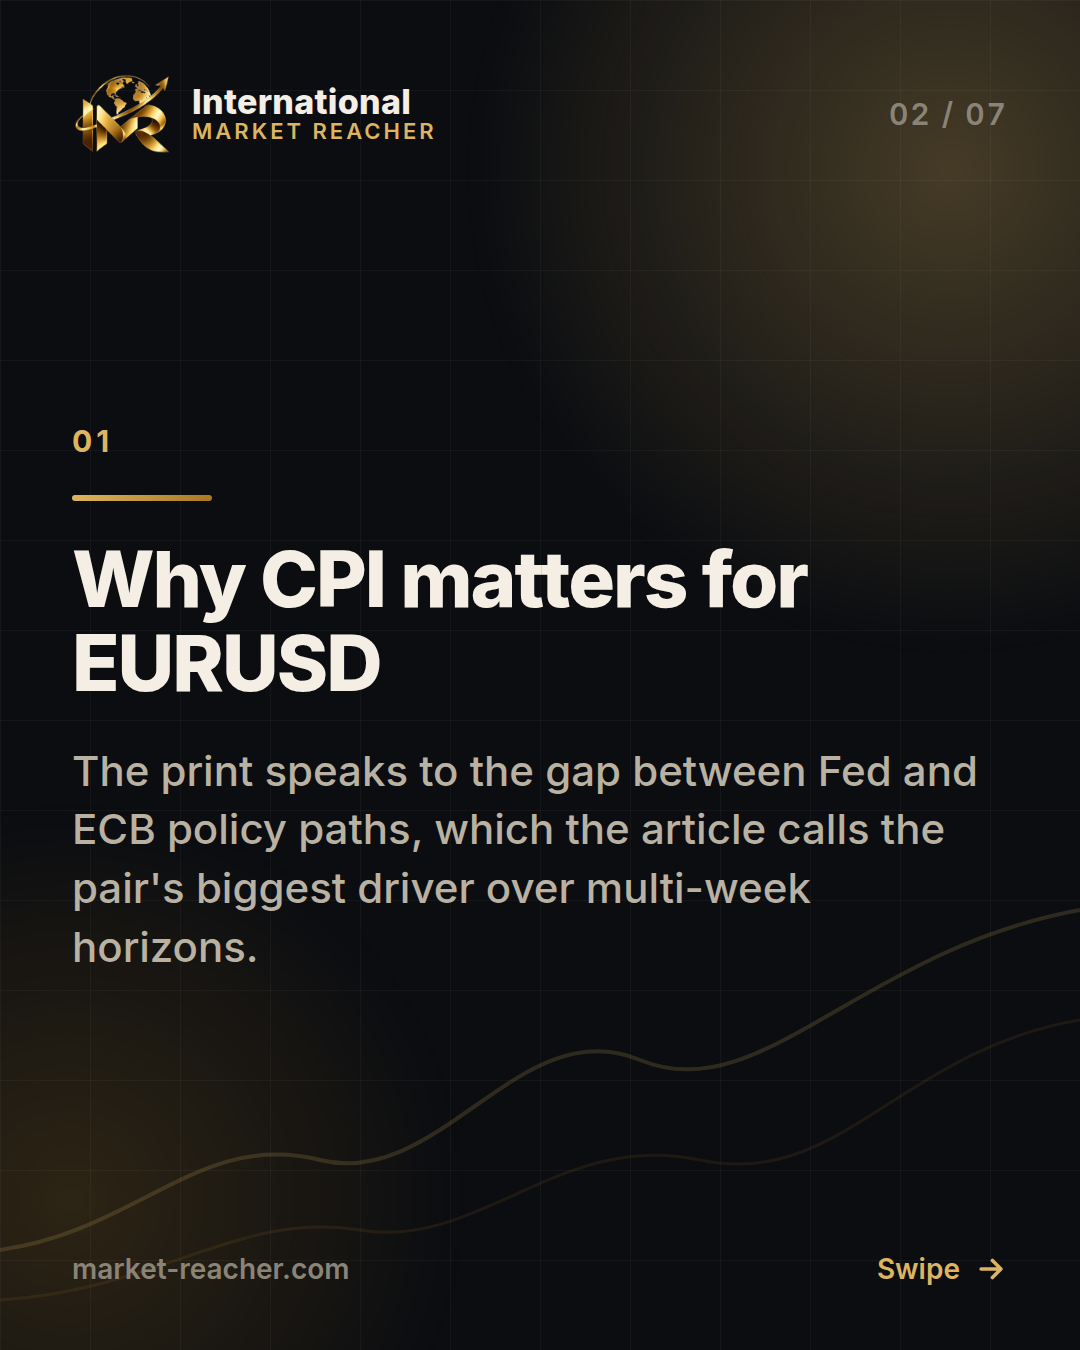 IMR
International
MARKET REACHER
02 / 07
01
Why CPI matters for
EURUSD
The print speaks to the gap between Fed and
ECB policy paths, which the article calls the
pair's biggest driver over multi-week
horizons.
market-reacher.com
Swipe →